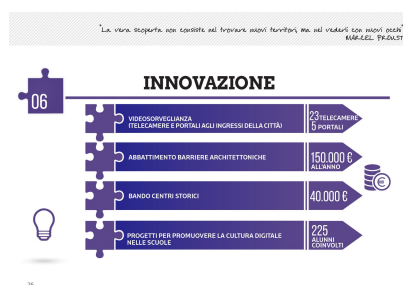 "La vera scoperta non consiste nel trovare nuovi territori, ma nel vederli con nuovi occhi"
MARCEL PROUST
06
INNOVAZIONE
VIDEOSORVEGLIANZA
(TELECAMERE E PORTALI AGLI INGRESSI DELLA CITTÀ)
23 TELECAMERE
5 PORTALI
ABBATTIMENTO BARRIERE ARCHITETTONICHE
150.000 €
ALL'ANNO
BANDO CENTRI STORICI
40.000 €
PROGETTI PER PROMUOVERE LA CULTURA DIGITALE
NELLE SCUOLE
225
ALUNNI
COINVOLTI